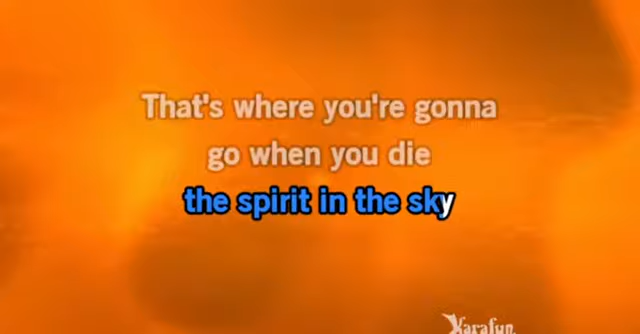 That's where you're gonna
go when you die
the spirit in the sky
Karafun